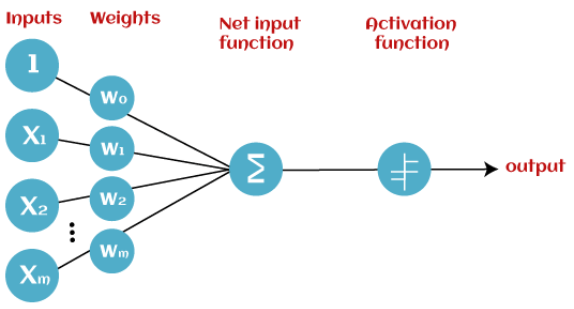 Inputs Weights Net input Activation
function function
1
W₀
X₁
W₁
Σ
output
X₂
W₂
Wₘ
Xₘ